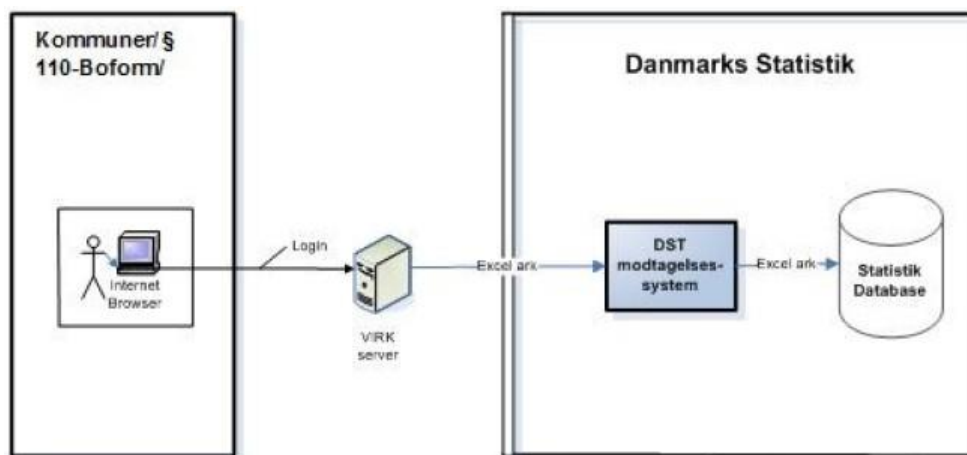 Kommuner/ §
110-Boform/
Danmarks Statistik
Internet
Browser
Login
VIRK
server
Excel ark
DST
modtagelses-
system
Excel ark
Statistik
Database